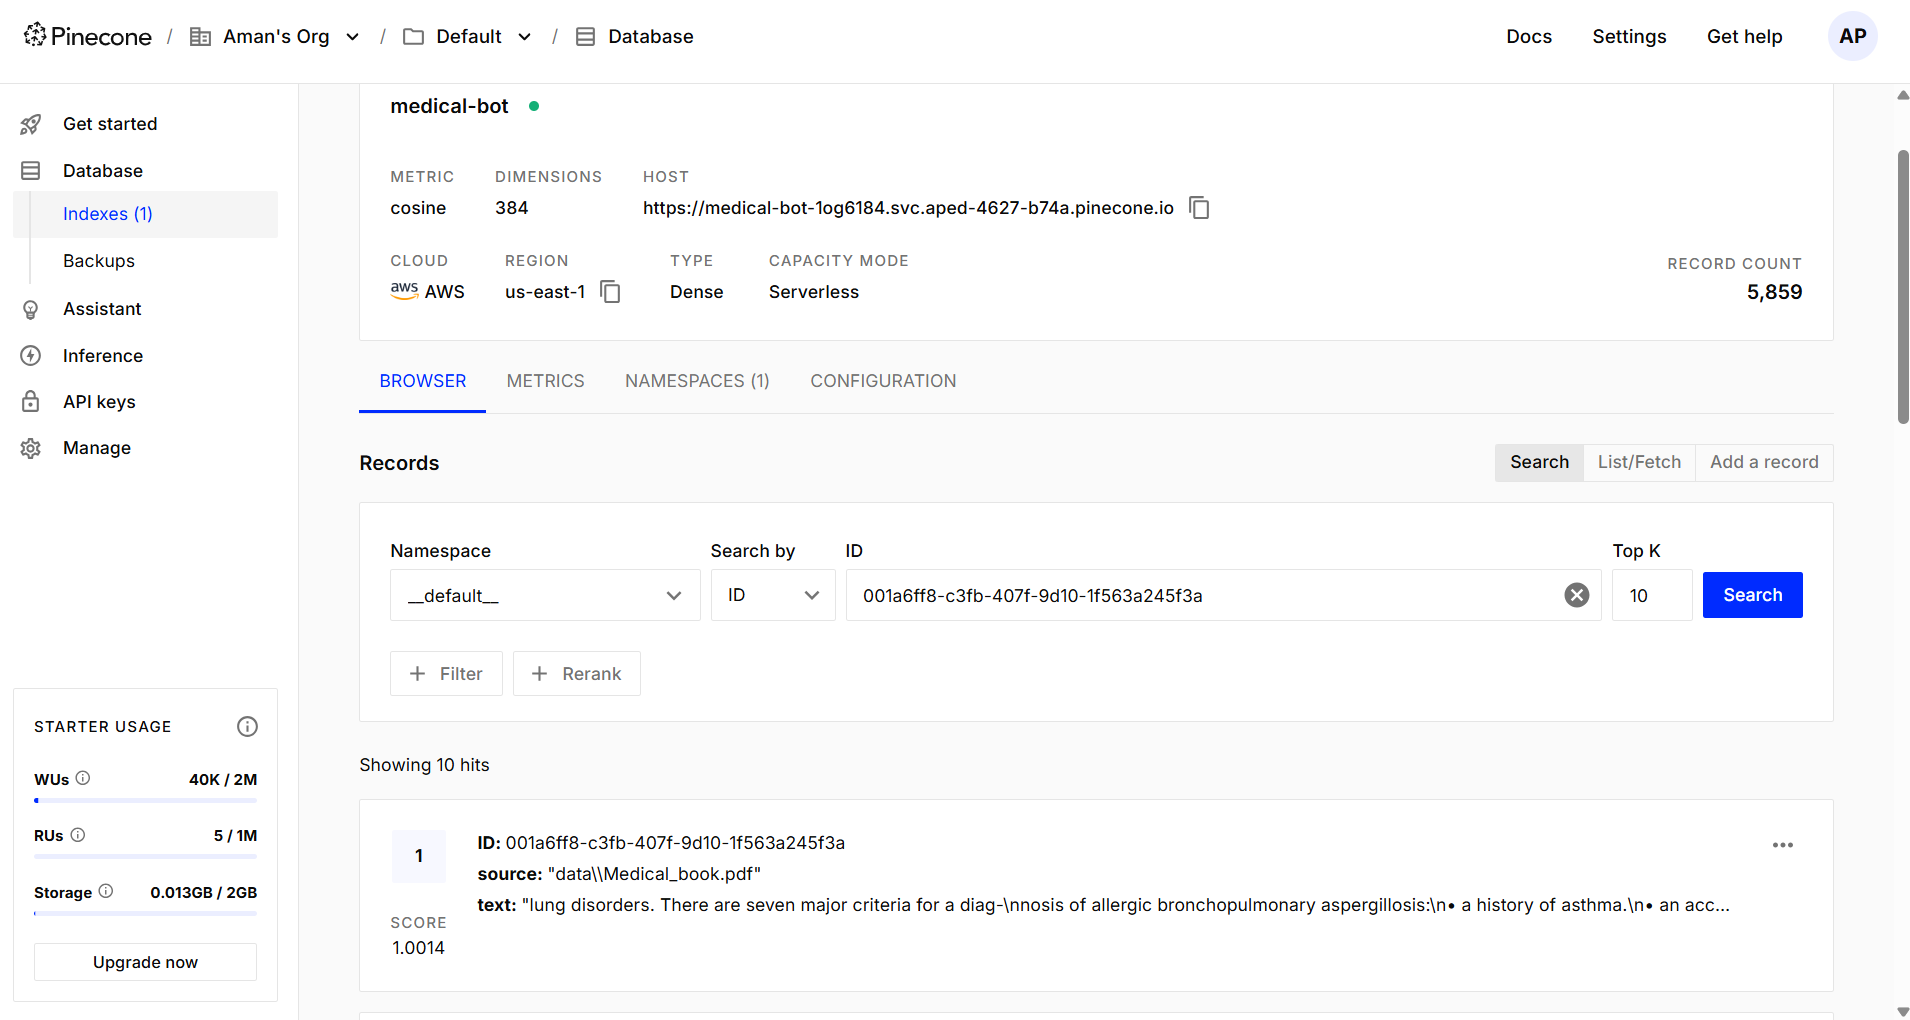 Pinecone / Aman's Org / Default / Database Docs Settings Get help AP
Get started
Database
Indexes (1)
Backups
Assistant
Inference
API keys
Manage
STARTER USAGE
WUs 40K / 2M
RUs 5 / 1M
Storage 0.013GB / 2GB
Upgrade now
medical-bot
METRIC DIMENSIONS HOST
cosine 384 https://medical-bot-1og6184.svc.aped-4627-b74a.pinecone.io
CLOUD REGION TYPE CAPACITY MODE RECORD COUNT
aws AWS us-east-1 Dense Serverless 5,859
BROWSER METRICS NAMESPACES (1) CONFIGURATION
Records Search List/Fetch Add a record
Namespace Search by ID Top K
__default__ ID 001a6ff8-c3fb-407f-9d10-1f563a245f3a 10 Search
+ Filter + Rerank
Showing 10 hits
1
SCORE
1.0014
ID: 001a6ff8-c3fb-407f-9d10-1f563a245f3a
source: "data\\Medical_book.pdf"
text: "lung disorders. There are seven major criteria for a diag-\nnosis of allergic bronchopulmonary aspergillosis:\n• a history of asthma.\n• an acc...